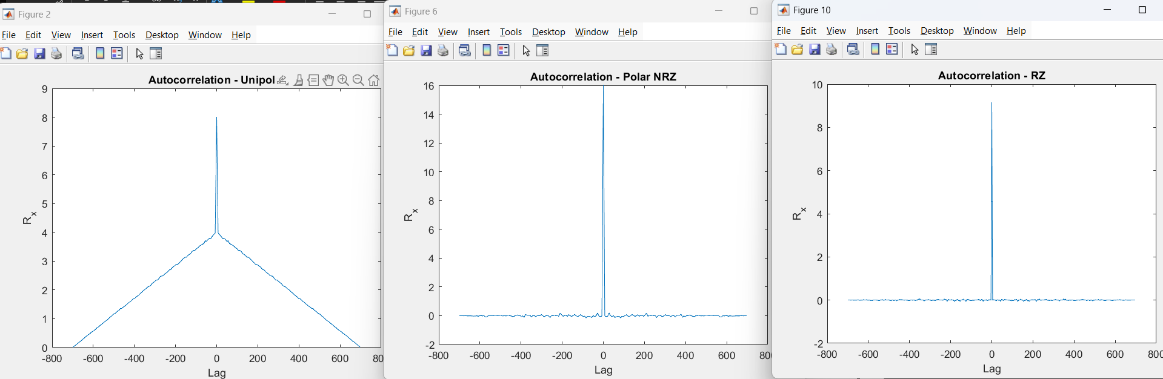 Figure 2
File Edit View Insert Tools Desktop Window Help
Autocorrelation - Unipol
9
8
7
6
5
4
3
2
1
0
R_x
-800 -600 -400 -200 0 200 400 600 80
Lag
Figure 6
File Edit View Insert Tools Desktop Window Help
Autocorrelation - Polar NRZ
16
14
12
10
8
6
4
2
0
-2
R_x
-800 -600 -400 -200 0 200 400 600 80
Lag
Figure 10
File Edit View Insert Tools Desktop Window Help
Autocorrelation - RZ
10
8
6
4
2
0
-2
R_x
-800 -600 -400 -200 0 200 400 600 800
Lag